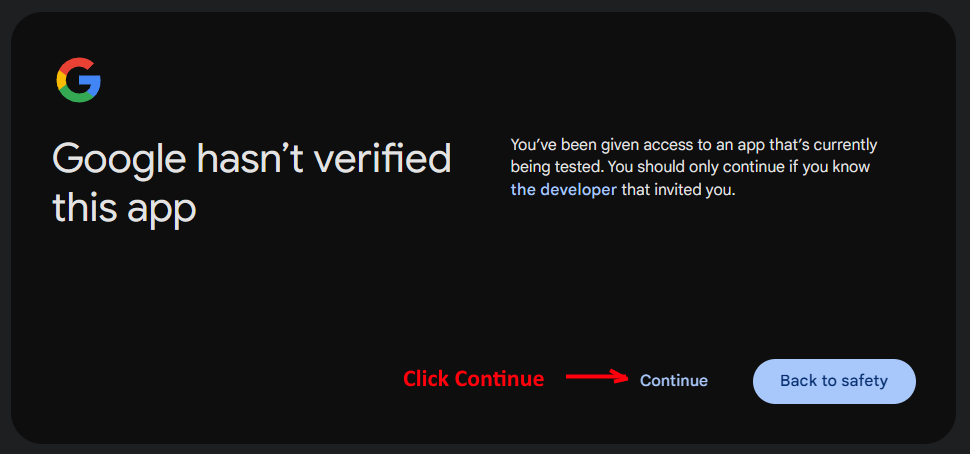 Google hasn’t verified
this app
You’ve been given access to an app that’s currently
being tested. You should only continue if you know
the developer that invited you.
Click Continue
Continue
Back to safety